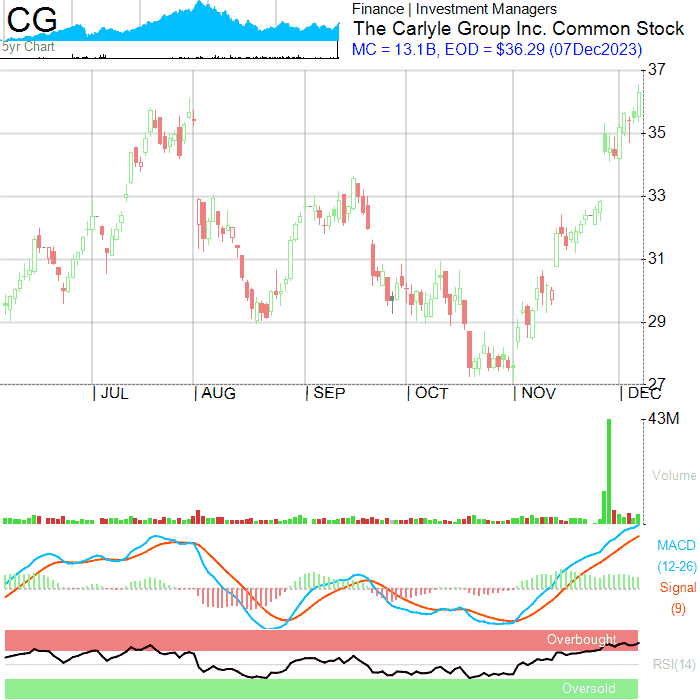 CG
5yr Chart
Finance | Investment Managers
The Carlyle Group Inc. Common Stock
MC = 13.1B, EOD = $36.29 (07Dec2023)
37
35
33
31
29
27
| JUL | AUG | SEP | OCT | NOV | DEC
43M
Volume
MACD
(12-26)
Signal
(9)
Overbought
RSI(14)
Oversold